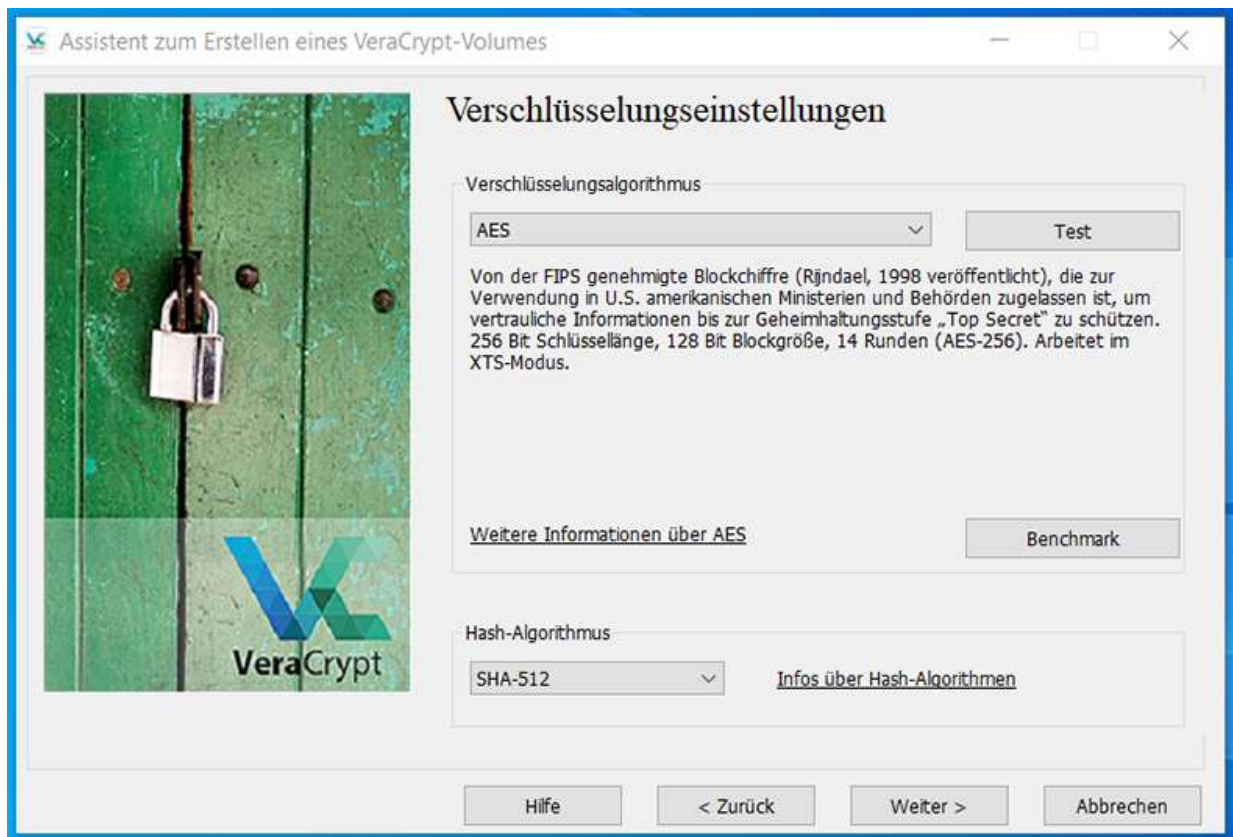 Assistent zum Erstellen eines VeraCrypt-Volumes
Verschlüsselungseinstellungen
Verschlüsselungsalgorithmus
AES
Test
Von der FIPS genehmigte Blockchiffre (Rijndael, 1998 veröffentlicht), die zur
Verwendung in U.S. amerikanischen Ministerien und Behörden zugelassen ist, um
vertrauliche Informationen bis zur Geheimhaltungsstufe „Top Secret“ zu schützen.
256 Bit Schlüssellänge, 128 Bit Blockgröße, 14 Runden (AES-256). Arbeitet im
XTS-Modus.
Weitere Informationen über AES
Benchmark
VeraCrypt
Hash-Algorithmus
SHA-512
Infos über Hash-Algorithmen
Hilfe
< Zurück
Weiter >
Abbrechen